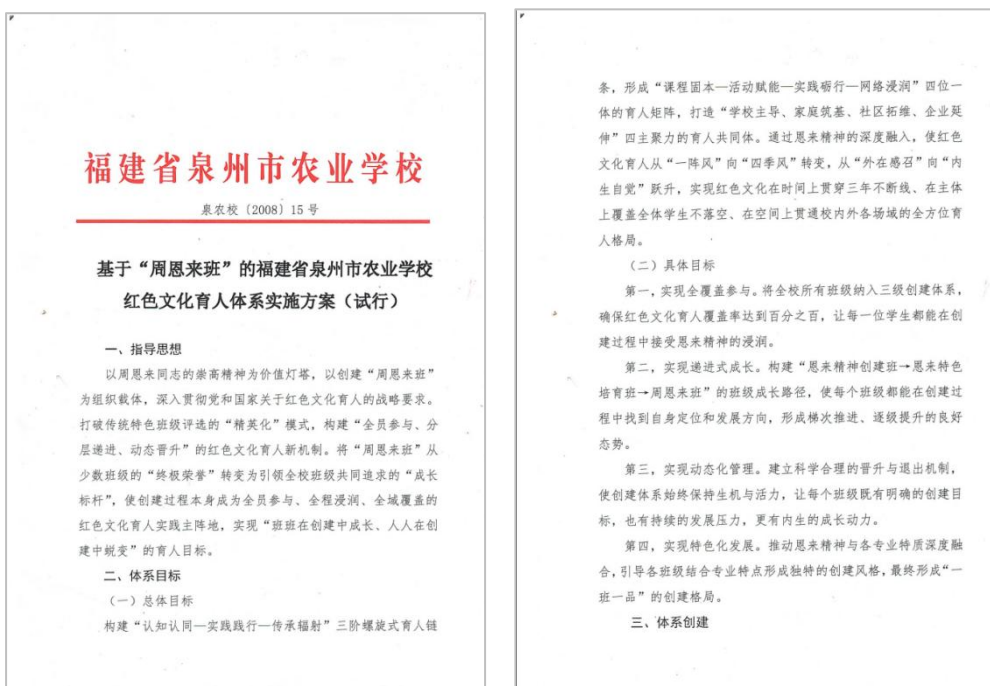 福建省泉州市农业学校
泉农校〔2008〕15号
基于“周恩来班”的福建省泉州市农业学校
红色文化育人体系实施方案（试行）
一、指导思想
以周恩来同志的崇高精神为价值灯塔，以创建“周恩来班”
为组织载体，深入贯彻党和国家关于红色文化育人的战略要求。
打破传统特色班级评选的“精英化”模式，构建“全员参与、分
层递进、动态晋升”的红色文化育人新机制。将“周恩来班”从
少数班级的“终极荣誉”转变为引领全校班级共同追求的“成长
标杆”，使创建过程本身成为全员参与、全程浸润、全域覆盖的
红色文化育人实践主阵地，实现“班班在创建中成长、人人在创
建中蜕变”的育人目标。
二、体系目标
（一）总体目标
构建“认知认同—实践践行—传承辐射”三阶螺旋式育人链
条，形成“课程固本—活动赋能—实践砺行—网络浸润”四位一
体的育人矩阵，打造“学校主导、家庭筑基、社区拓维、企业延
伸”四主聚力的育人共同体。通过恩来精神的深度融入，使红色
文化育人从“一阵风”向“四季风”转变，从“外在感召”向“内
生自觉”跃升，实现红色文化在时间上贯穿三年不断线、在主体
上覆盖全体学生不落空、在空间上贯通校内外各场域的全方位育
人格局。
（二）具体目标
第一，实现全覆盖参与。将全校所有班级纳入三级创建体系，
确保红色文化育人覆盖率达到百分之百，让每一位学生都能在创
建过程中接受恩来精神的浸润。
第二，实现递进式成长。构建“恩来精神创建班→恩来特色
培育班→周恩来班”的班级成长路径，使每个班级都能在创建过
程中找到自身定位和发展方向，形成梯次推进、逐级提升的良好
态势。
第三，实现动态化管理。建立科学合理的晋升与退出机制，
使创建体系始终保持生机与活力，让每个班级既有明确的创建目
标，也有持续的发展压力，更有内生的成长动力。
第四，实现特色化发展。推动恩来精神与各专业特质深度融
合，引导各班级结合专业特点形成独特的创建风格，最终形成“一
班一品”的创建格局。
三、体系创建